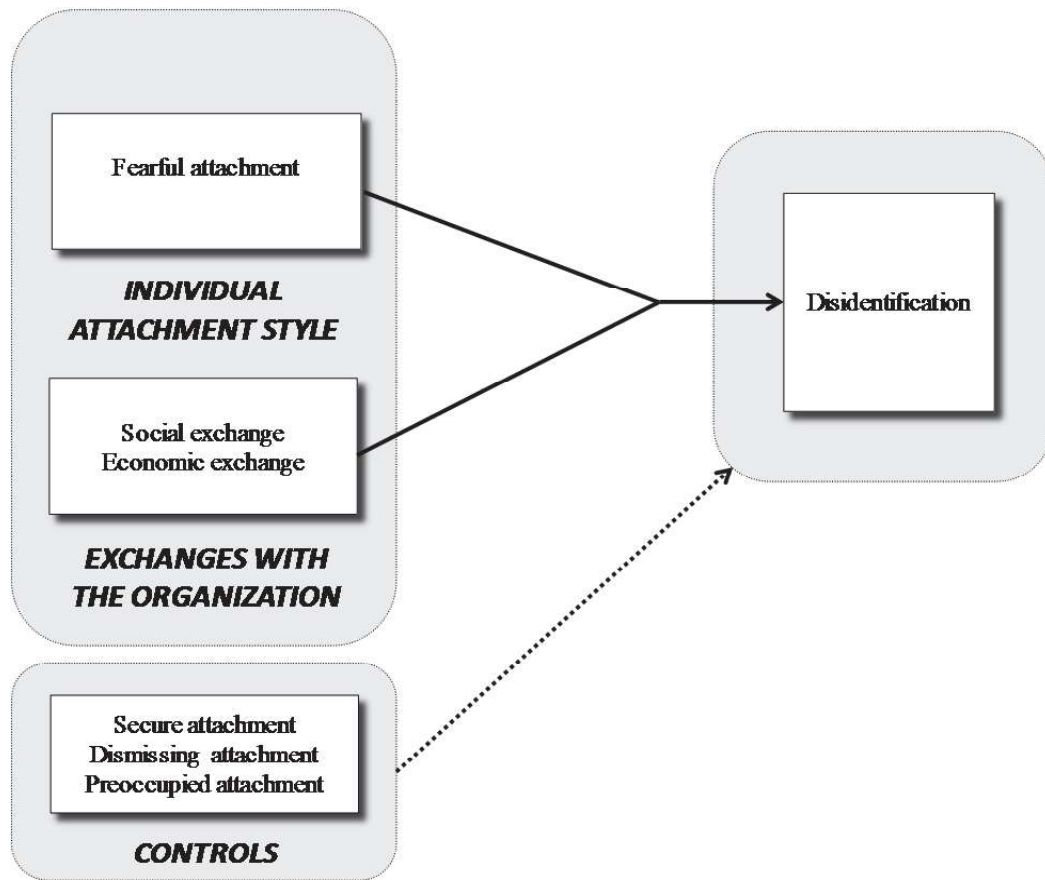 Fearful attachment
INDIVIDUAL
ATTACHMENT STYLE
Social exchange
Economic exchange
EXCHANGES WITH
THE ORGANIZATION
Disidentification
Secure attachment
Dismissing attachment
Preoccupied attachment
CONTROLS